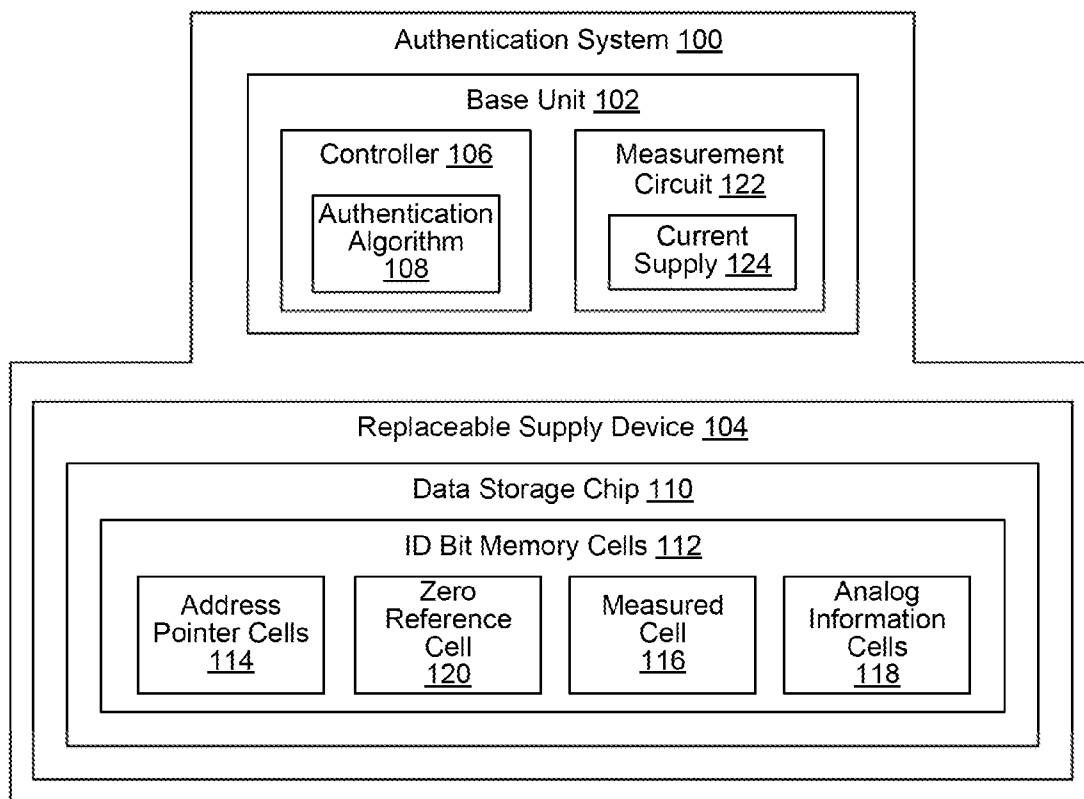 Authentication System 100
Base Unit 102
Controller 106
Authentication
Algorithm
108
Measurement
Circuit 122
Current
Supply 124
Replaceable Supply Device 104
Data Storage Chip 110
ID Bit Memory Cells 112
Address
Pointer Cells
114
Zero
Reference
Cell
120
Measured
Cell
116
Analog
Information
Cells
118